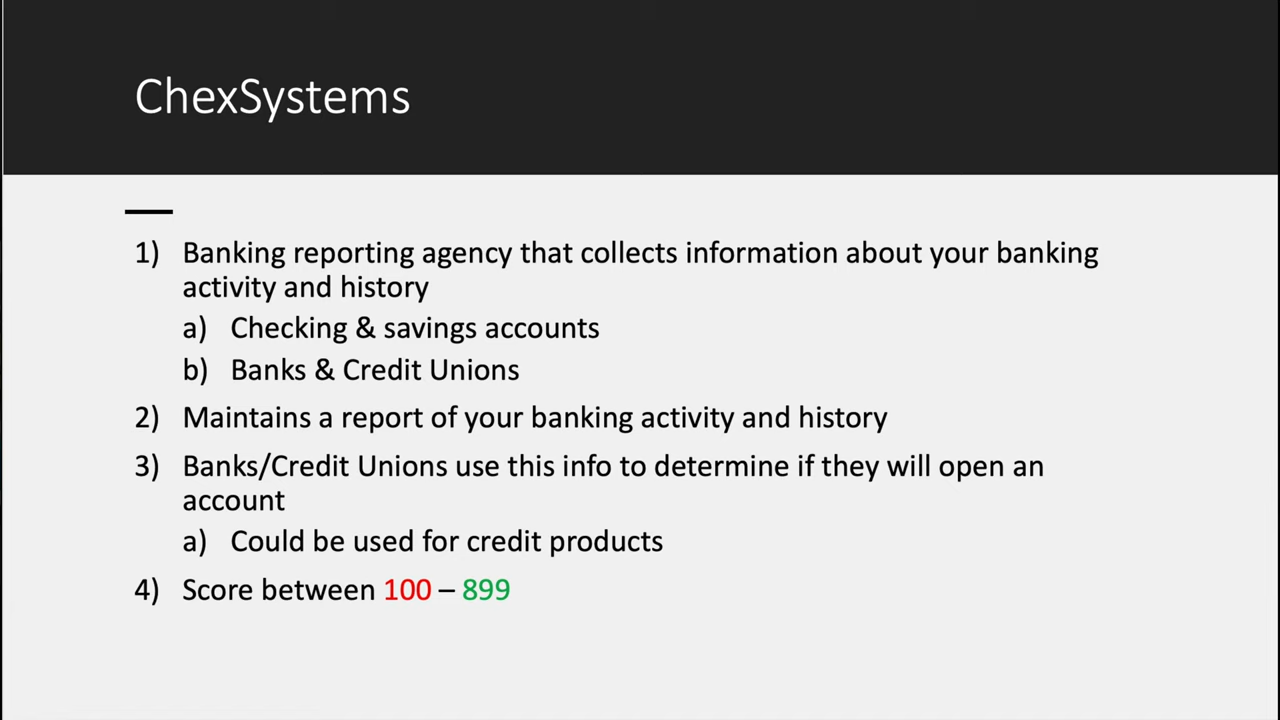 ChexSystems
1) Banking reporting agency that collects information about your banking
activity and history
a) Checking & savings accounts
b) Banks & Credit Unions
2) Maintains a report of your banking activity and history
3) Banks/Credit Unions use this info to determine if they will open an
account
a) Could be used for credit products
4) Score between 100 – 899